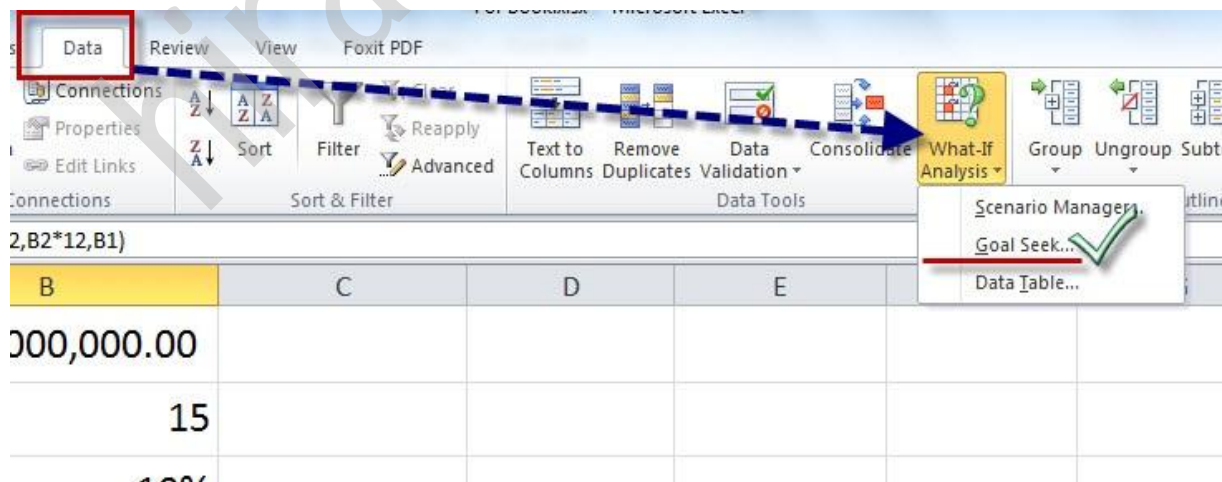 Data Review View Foxit PDF
Connections
Properties
Edit Links
Sort
Filter
Clear
Reapply
Advanced
Text to Columns
Remove Duplicates
Data Validation
Consolidate
What-If Analysis
Group
Ungroup
Sort & Filter
Data Tools
Scenario Manager...
Goal Seek...
Data Table...
2,B2*12,B1)
B C D E
000,000.00
15